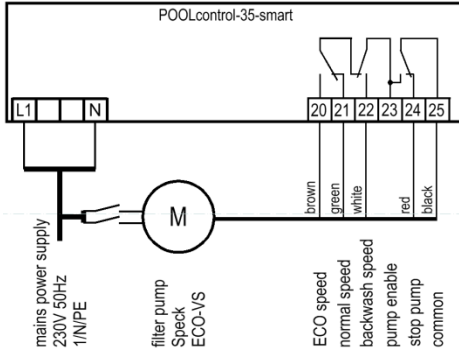 POOLcontrol-35-smart
L1 N 20 21 22 23 24 25
brown
green
white
red
black
M
mains power supply
230V 50Hz
1/N/PE
filter pump
Speck
ECO-VS
ECO speed
normal speed
backwash speed
pump enable
stop pump
common